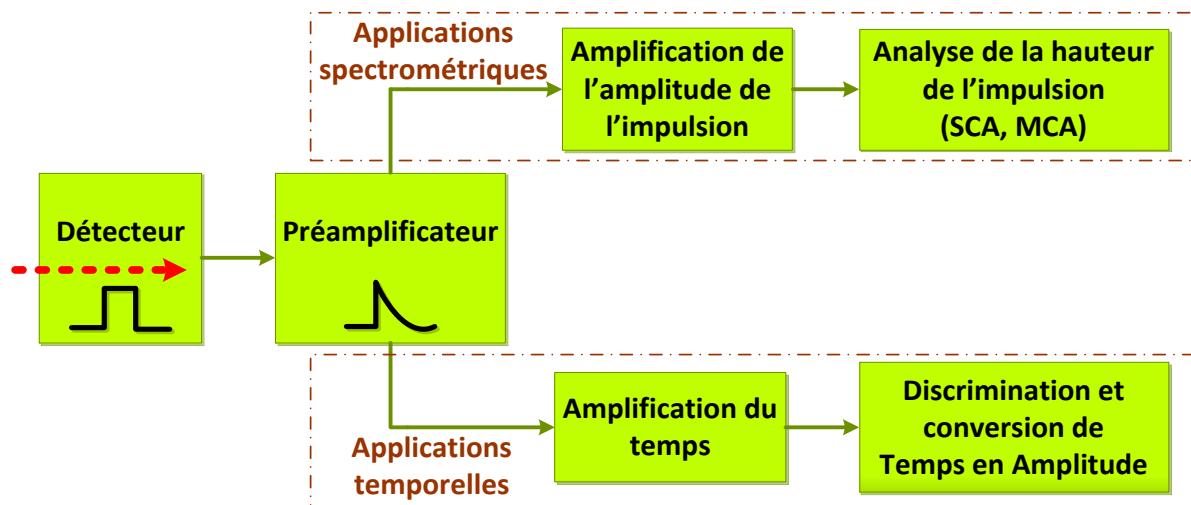 Applications
spectrométriques
Amplification de
l’amplitude de
l’impulsion
Analyse de la hauteur
de l’impulsion
(SCA, MCA)
Détecteur
Préamplificateur
Applications
temporelles
Amplification du
temps
Discrimination et
conversion de
Temps en Amplitude